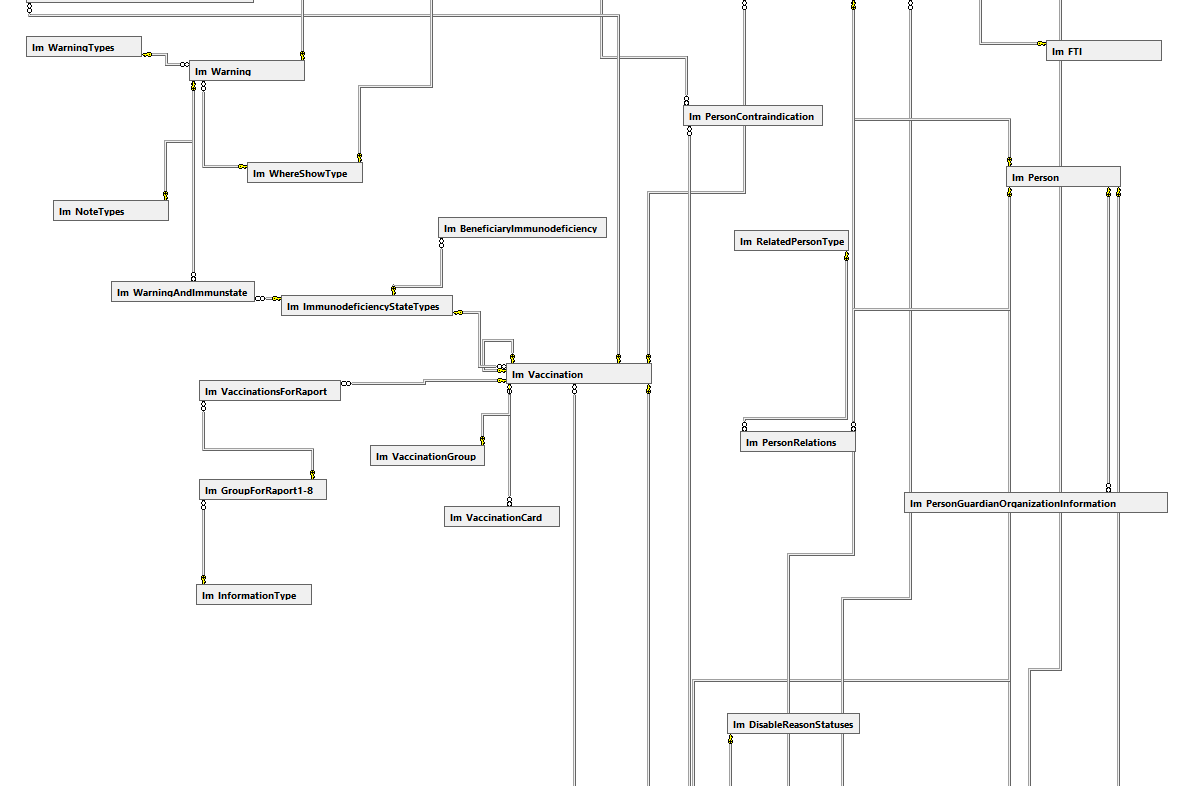 Im WarningTypes
Im FTI
Im Warning
Im PersonContraindication
Im WhereShowType
Im Person
Im NoteTypes
Im BeneficiaryImmunodeficiency
Im RelatedPersonType
Im WarningAndImmunstate
Im ImmunodeficiencyStateTypes
Im Vaccination
Im VaccinationsForRaport
Im PersonRelations
Im VaccinationGroup
Im GroupForRaport1-8
Im PersonGuardianOrganizationInformation
Im VaccinationCard
Im InformationType
Im DisableReasonStatuses